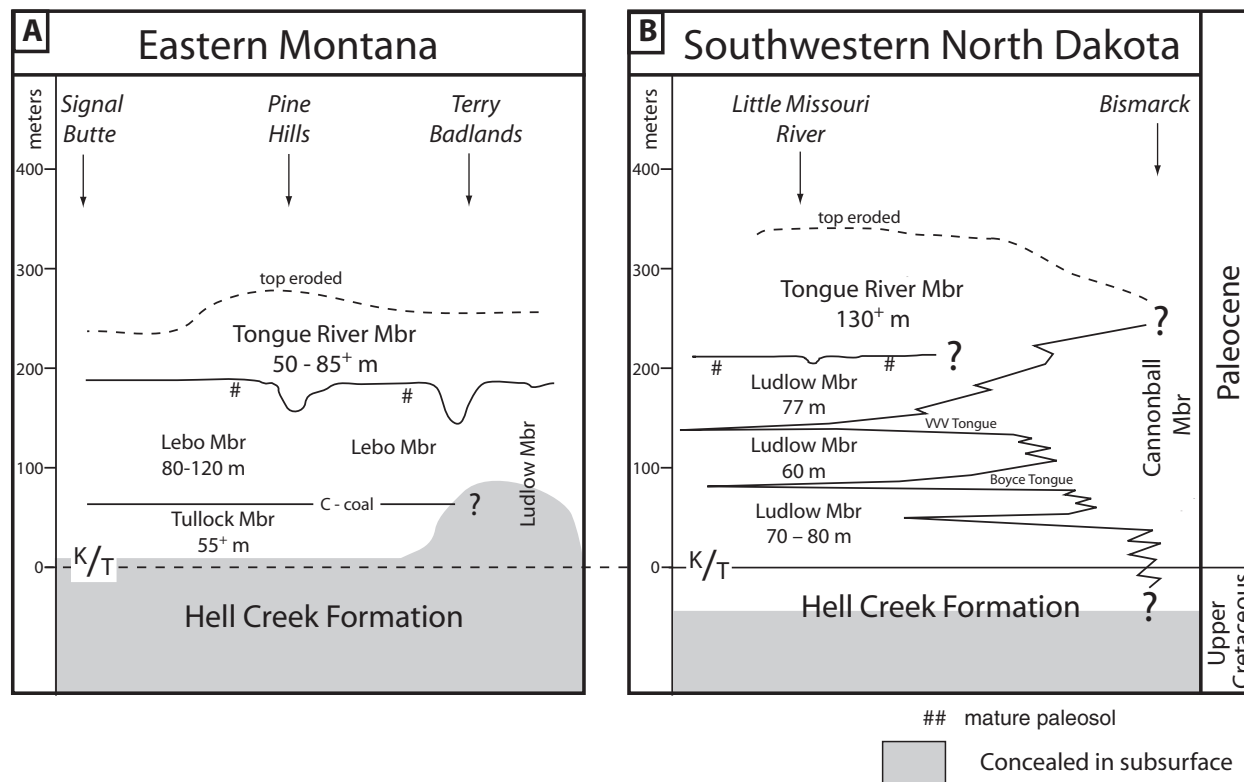 A
Eastern Montana
meters
Signal
Butte
Pine
Hills
Terry
Badlands
400
300
200
100
0
top eroded
Tongue River Mbr
50 - 85+ m
#
#
Lebo Mbr
80-120 m
Lebo Mbr
Ludlow Mbr
C - coal
?
Tullock Mbr
55+ m
K/T
Hell Creek Formation
B
Southwestern North Dakota
meters
Little Missouri
River
Bismarck
400
300
200
100
0
top eroded
Tongue River Mbr
130+ m
?
?
#
#
Ludlow Mbr
77 m
VVV Tongue
Ludlow Mbr
60 m
Boyce Tongue
Ludlow Mbr
70 – 80 m
Cannonball
Mbr
K/T
Hell Creek Formation
?
Paleocene
Upper
Cretaceous
## mature paleosol
Concealed in subsurface